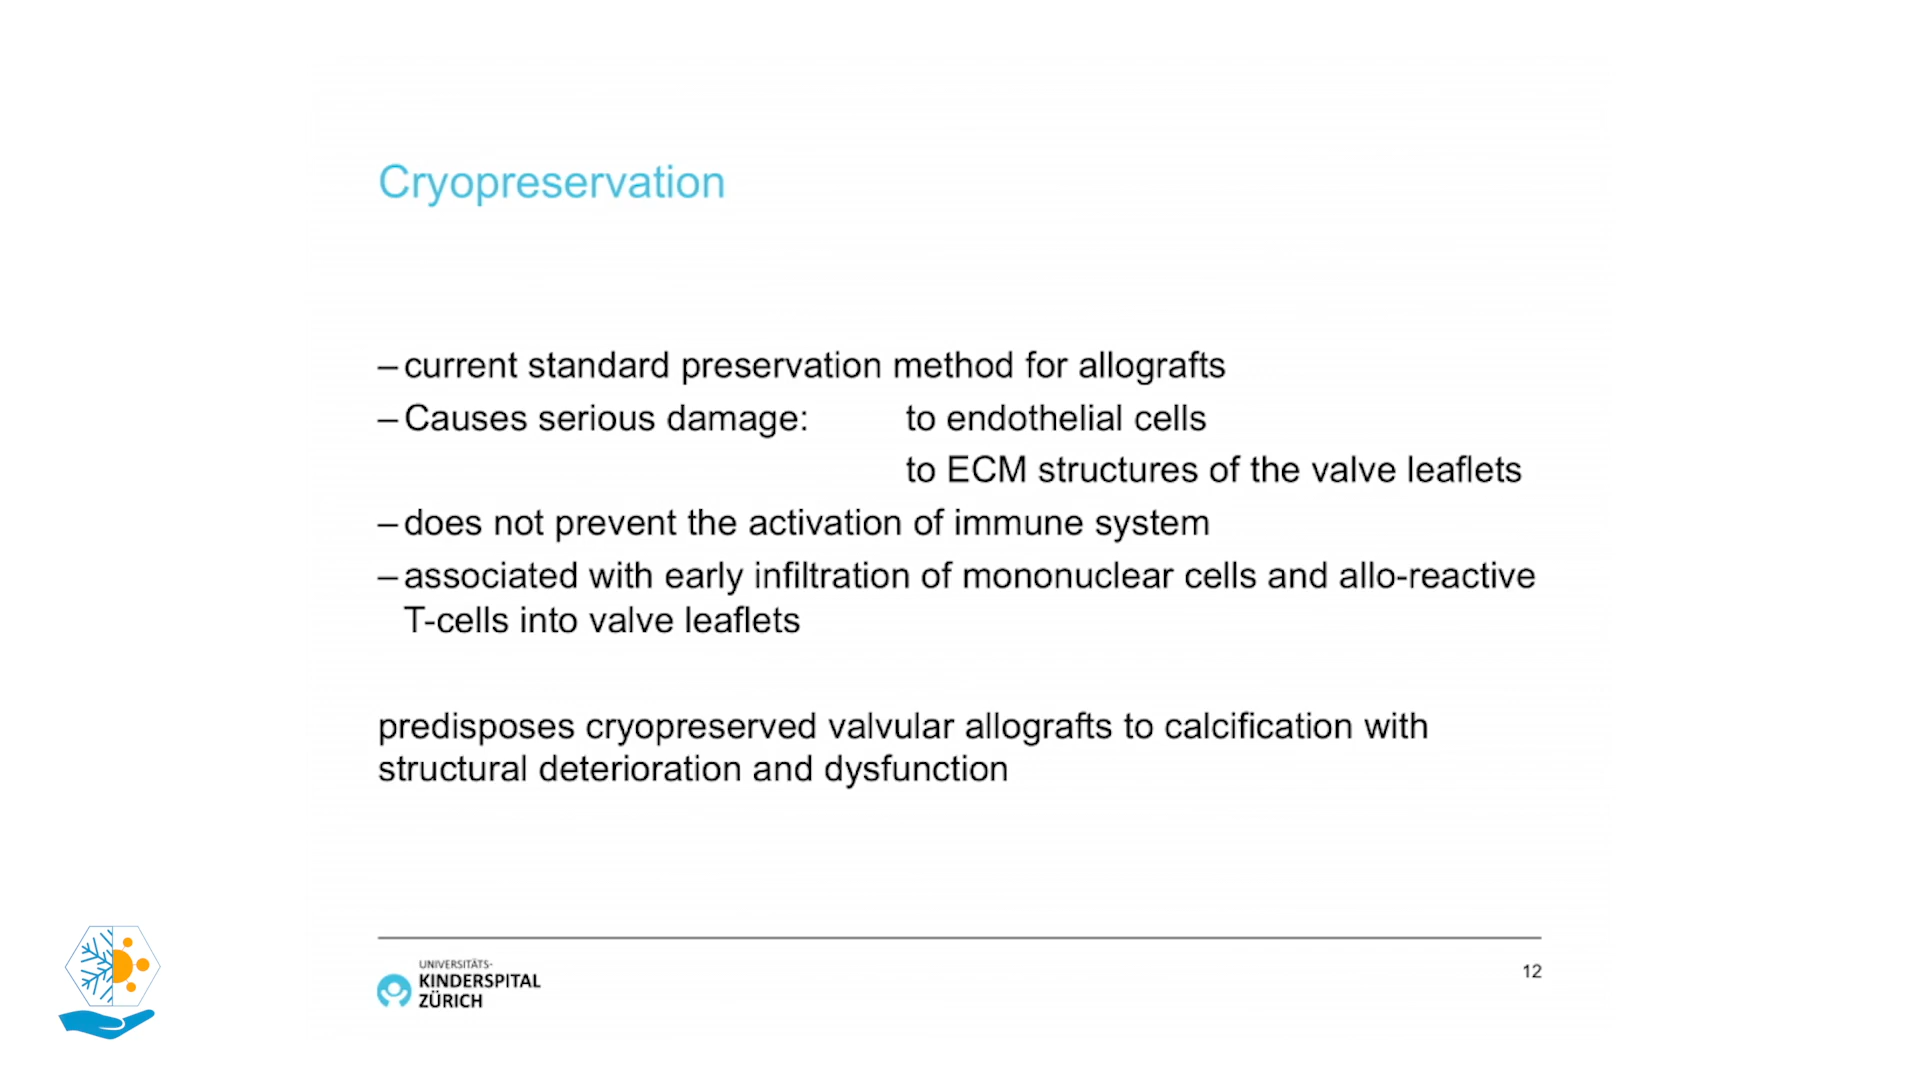 Cryopreservation
– current standard preservation method for allografts
– Causes serious damage: to endothelial cells
to ECM structures of the valve leaflets
– does not prevent the activation of immune system
– associated with early infiltration of mononuclear cells and allo-reactive
T-cells into valve leaflets
predisposes cryopreserved valvular allografts to calcification with
structural deterioration and dysfunction
UNIVERSITÄTS-
KINDERSPITAL
ZÜRICH
12